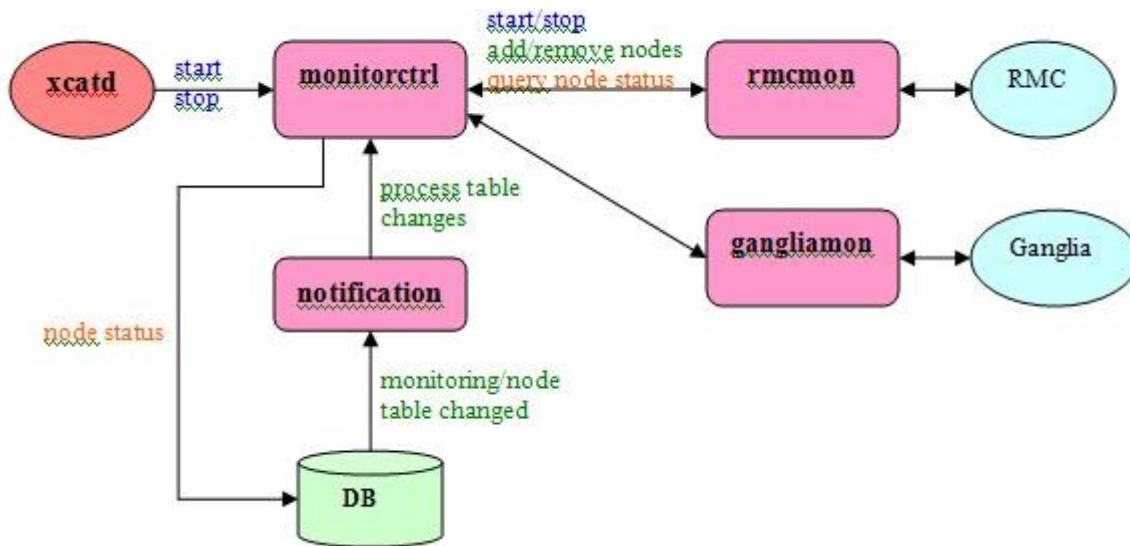 xcatd
start
stop
monitorctrl
start/stop
add/remove nodes
query node status
rmcmon
RMC
process table
changes
gangliamon
Ganglia
notification
node status
monitoring/node
table changed
DB